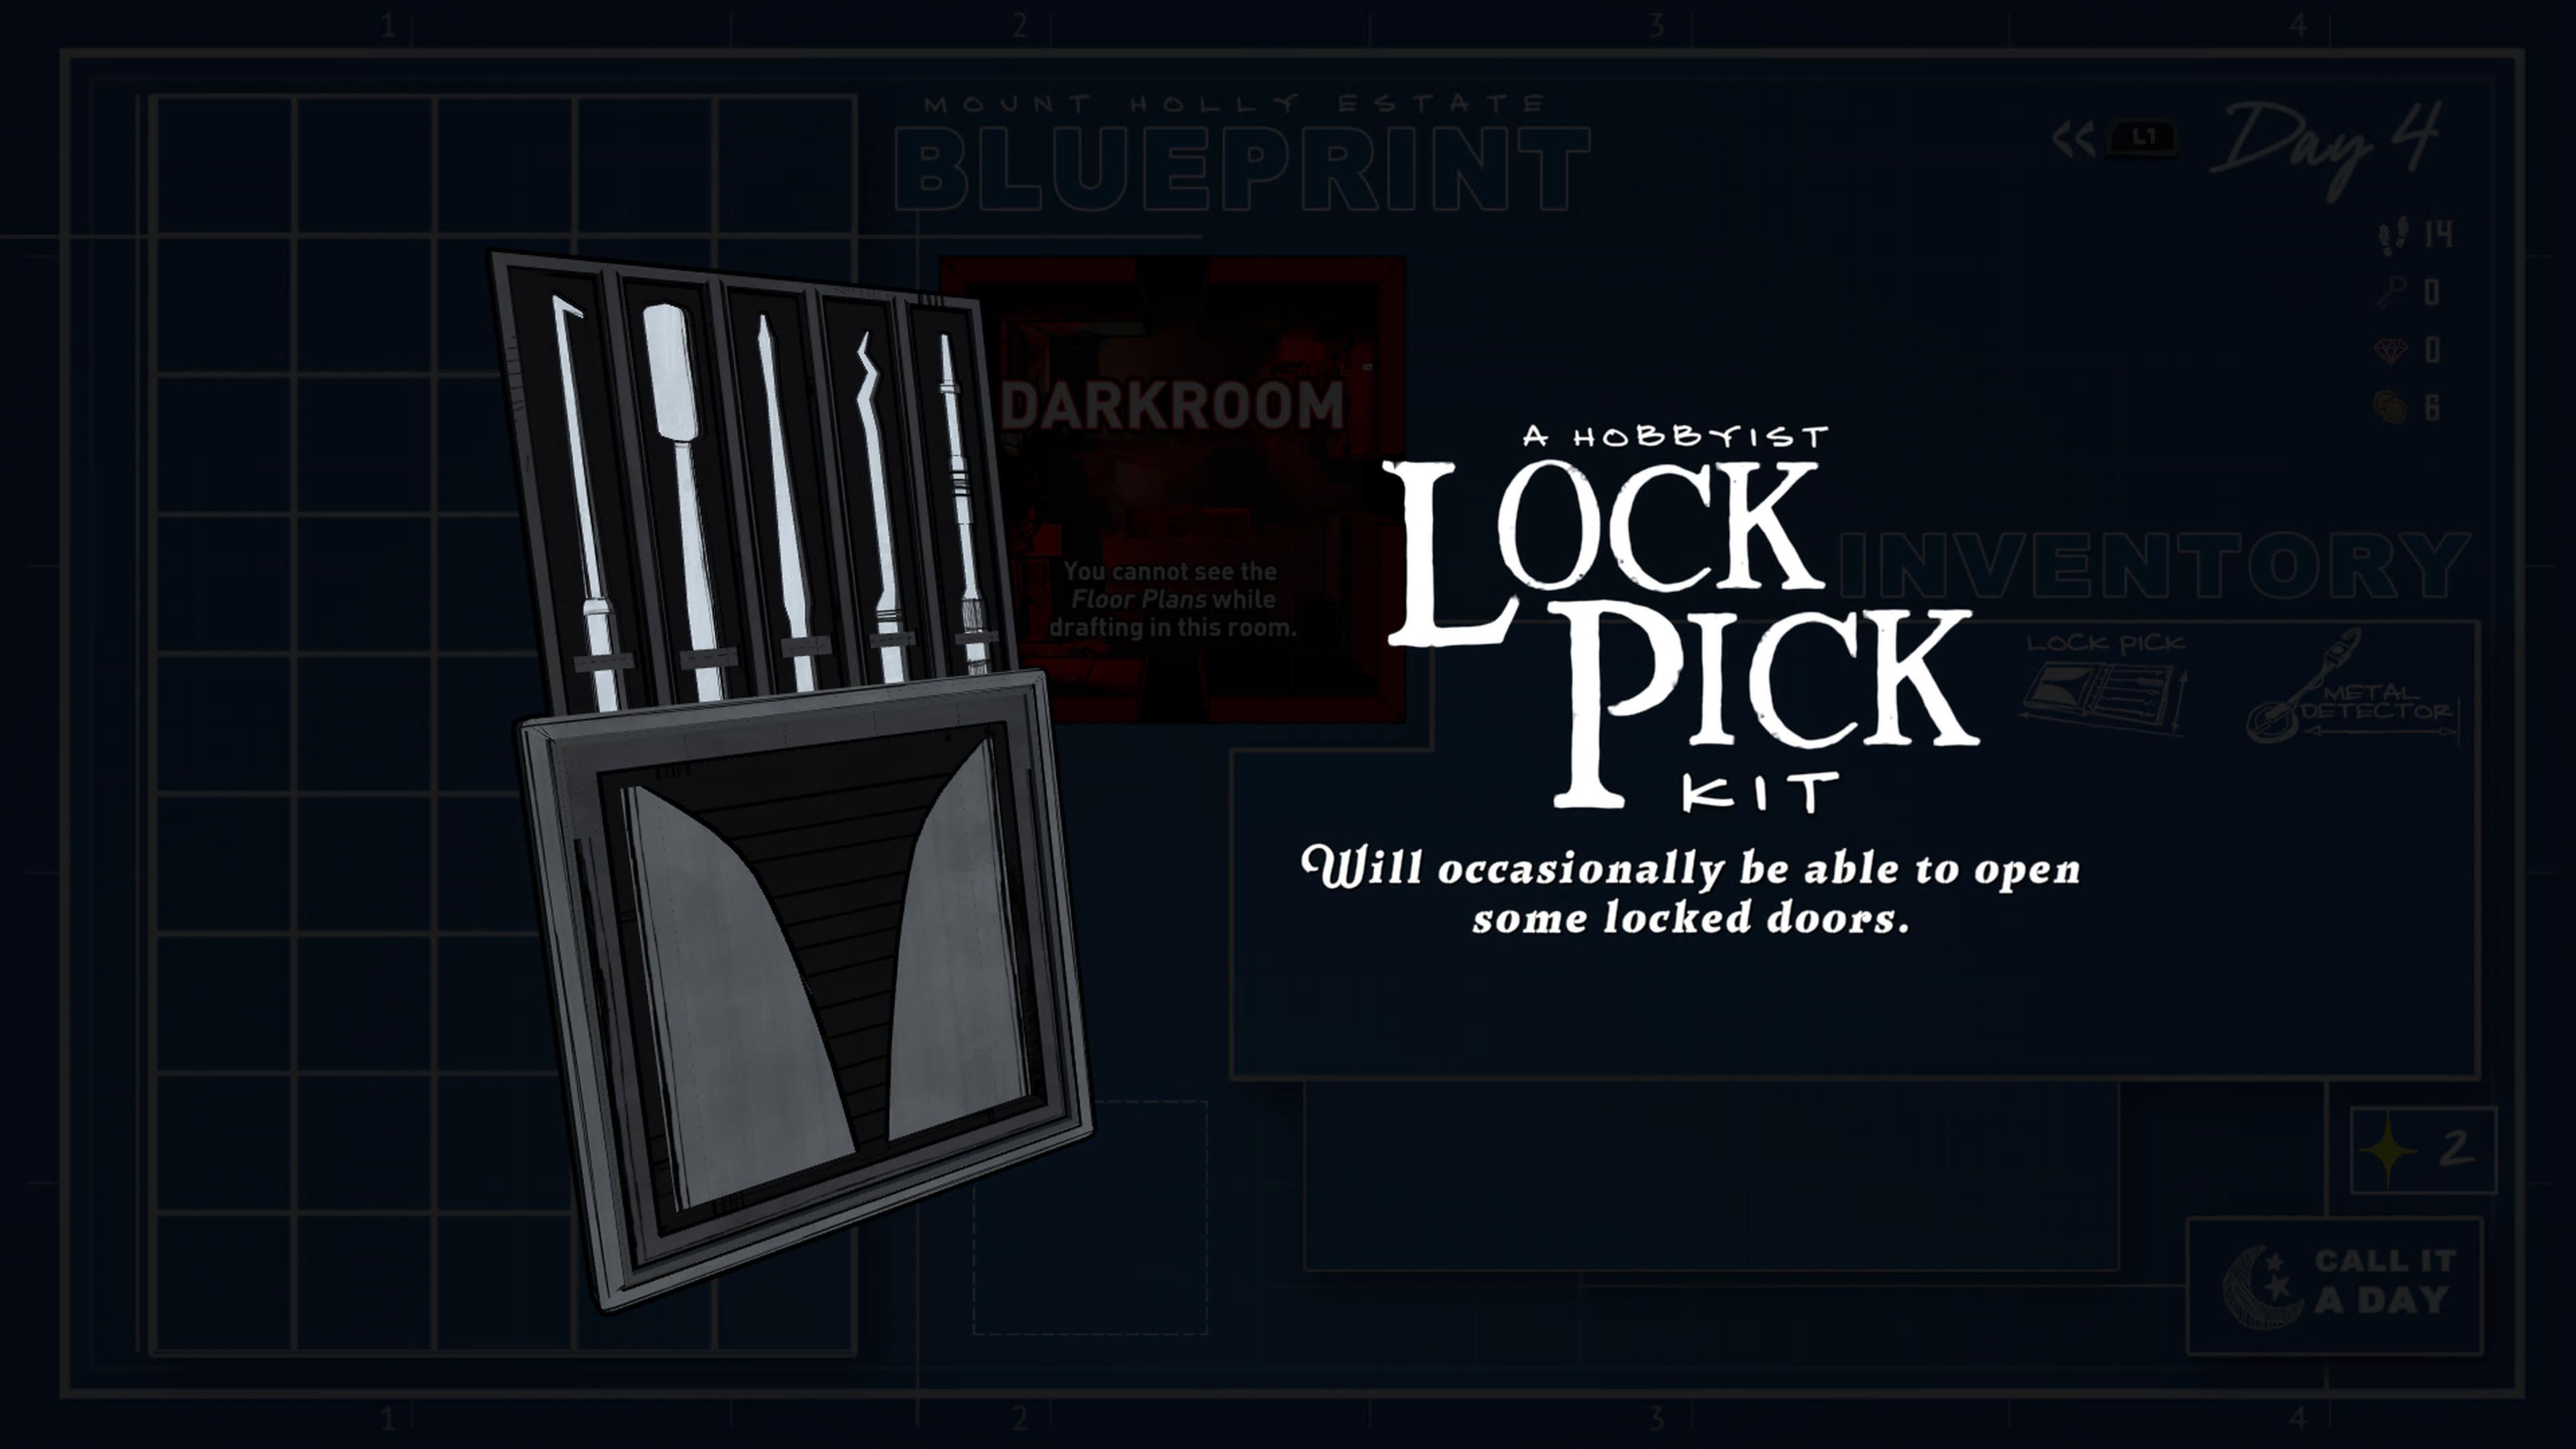 1 2 3 4
MOUNT HOLLY ESTATE
BLUEPRINT
L1 Day 4
14
0
0
6
DARKROOM
You cannot see the
Floor Plans while
drafting in this room.
A HOBBYIST
LOCK
PICK
KIT
Will occasionally be able to open
some locked doors.
INVENTORY
LOCK PICK
METAL
DETECTOR
2
CALL IT
A DAY
1 2 3 4